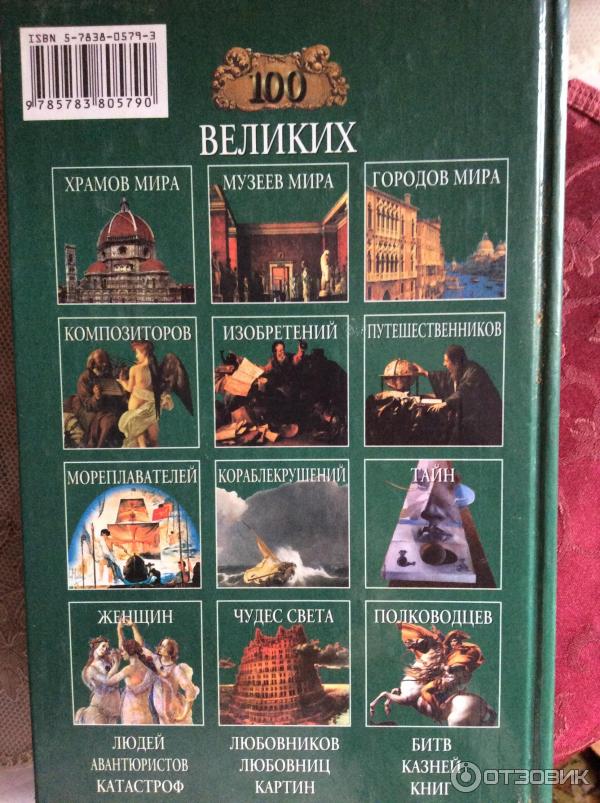 ISBN 5-7838-0579-3
9 785783 805790
100
ВЕЛИКИХ
ХРАМОВ МИРА
МУЗЕЕВ МИРА
ГОРОДОВ МИРА
КОМПОЗИТОРОВ
ИЗОБРЕТЕНИЙ
ПУТЕШЕСТВЕННИКОВ
МОРЕПЛАВАТЕЛЕЙ
КОРАБЛЕКРУШЕНИЙ
ТАЙН
ЖЕНЩИН
ЧУДЕС СВЕТА
ПОЛКОВОДЦЕВ
ЛЮДЕЙ
АВАНТЮРИСТОВ
КАТАСТРОФ
ЛЮБОВНИКОВ
ЛЮБОВНИЦ
КАРТИН
БИТВ
КАЗНЕЙ
КНИГ
ОТЗОВИК